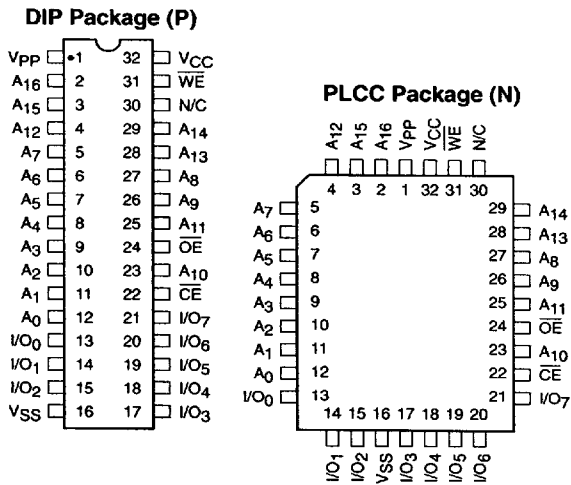 DIP Package (P)
VPP 1 32 VCC
A16 2 31 WE
A15 3 30 N/C
A12 4 29 A14
A7 5 28 A13
A6 6 27 A8
A5 7 26 A9
A4 8 25 A11
A3 9 24 OE
A2 10 23 A10
A1 11 22 CE
A0 12 21 I/O7
I/O0 13 20 I/O6
I/O1 14 19 I/O5
I/O2 15 18 I/O4
VSS 16 17 I/O3
PLCC Package (N)
A12 A15 A16 VPP VCC WE N/C
4 3 2 1 32 31 30
A7 5 29 A14
A6 6 28 A13
A5 7 27 A8
A4 8 26 A9
A3 9 25 A11
A2 10 24 OE
A1 11 23 A10
A0 12 22 CE
I/O0 13 21 I/O7
14 15 16 17 18 19 20
I/O1 I/O2 VSS I/O3 I/O4 I/O5 I/O6